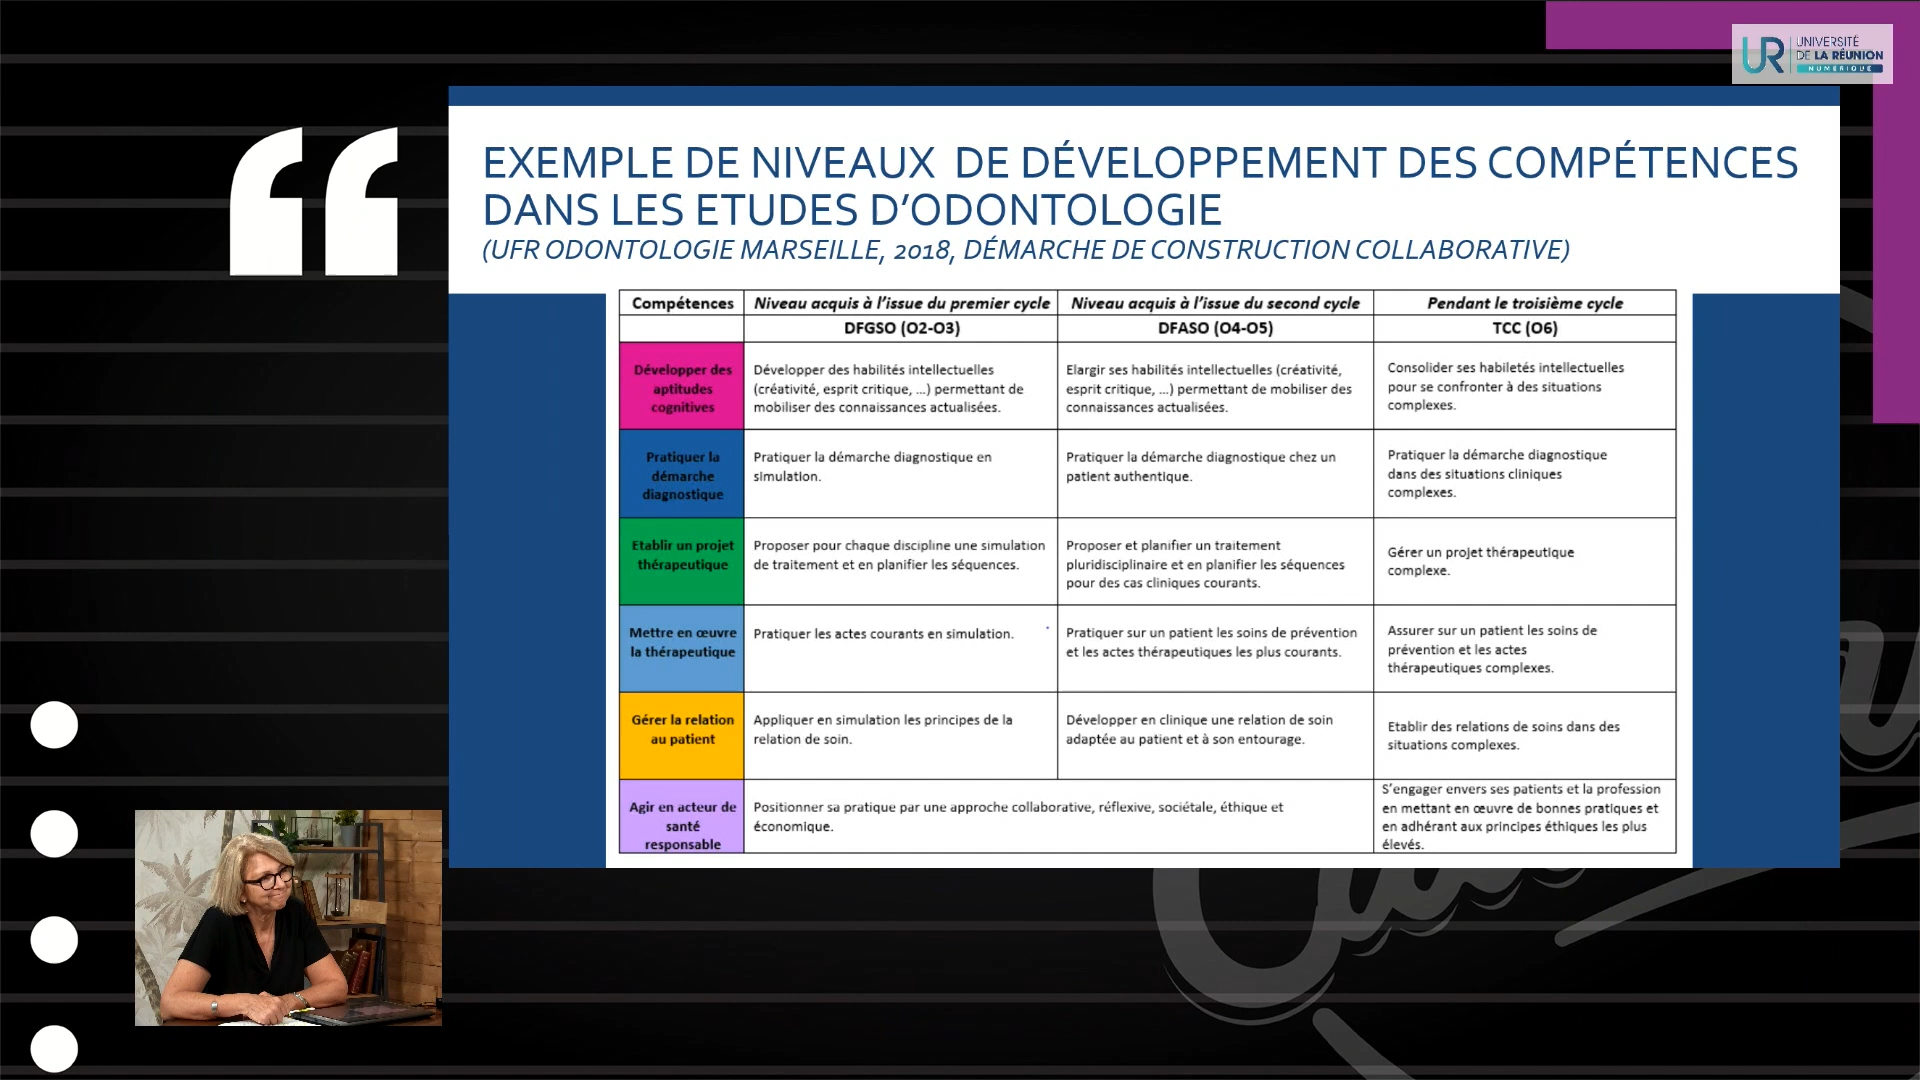 UR UNIVERSITÉ
DE LA RÉUNION
NUMÉRIQUE
EXEMPLE DE NIVEAUX DE DÉVELOPPEMENT DES COMPÉTENCES
DANS LES ETUDES D’ODONTOLOGIE
(UFR ODONTOLOGIE MARSEILLE, 2018, DÉMARCHE DE CONSTRUCTION COLLABORATIVE)
Compétences Niveau acquis à l’issue du premier cycle Niveau acquis à l’issue du second cycle Pendant le troisième cycle
DFGSO (O2-O3) DFASO (O4-O5) TCC (O6)
Développer des
aptitudes
cognitives
Développer des habilités intellectuelles
(créativité, esprit critique, ...) permettant de
mobiliser des connaissances actualisées.
Elargir ses habilités intellectuelles (créativité,
esprit critique, ...) permettant de mobiliser des
connaissances actualisées.
Consolider ses habiletés intellectuelles
pour se confronter à des situations
complexes.
Pratiquer la
démarche
diagnostique
Pratiquer la démarche diagnostique en
simulation.
Pratiquer la démarche diagnostique chez un
patient authentique.
Pratiquer la démarche diagnostique
dans des situations cliniques
complexes.
Etablir un projet
thérapeutique
Proposer pour chaque discipline une simulation
de traitement et en planifier les séquences.
Proposer et planifier un traitement
pluridisciplinaire et en planifier les séquences
pour des cas cliniques courants.
Gérer un projet thérapeutique
complexe.
Mettre en œuvre
la thérapeutique
Pratiquer les actes courants en simulation.
Pratiquer sur un patient les soins de prévention
et les actes thérapeutiques les plus courants.
Assurer sur un patient les soins de
prévention et les actes
thérapeutiques complexes.
Gérer la relation
au patient
Appliquer en simulation les principes de la
relation de soin.
Développer en clinique une relation de soin
adaptée au patient et à son entourage.
Etablir des relations de soins dans des
situations complexes.
Agir en acteur de
santé
responsable
Positionner sa pratique par une approche collaborative, réflexive, sociétale, éthique et
économique.
S’engager envers ses patients et la profession
en mettant en œuvre de bonnes pratiques et
en adhérant aux principes éthiques les plus
élevés.